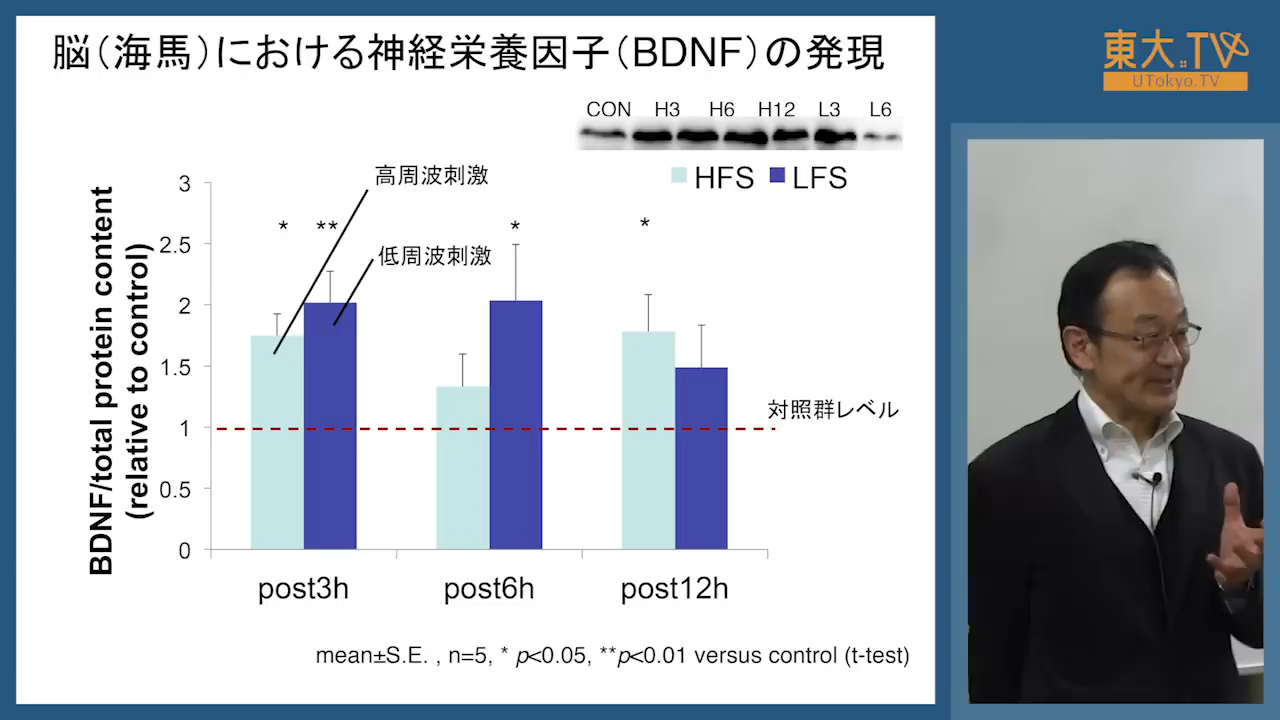 脳（海馬）における神経栄養因子（BDNF）の発現
東大.TV
UTokyo.TV
CON H3 H6 H12 L3 L6
HFS LFS
高周波刺激
低周波刺激
BDNF/total protein content
(relative to control)
3
2.5
2
1.5
1
0.5
0
* ** * *
対照群レベル
post3h post6h post12h
mean±S.E. , n=5, * p<0.05, **p<0.01 versus control (t-test)